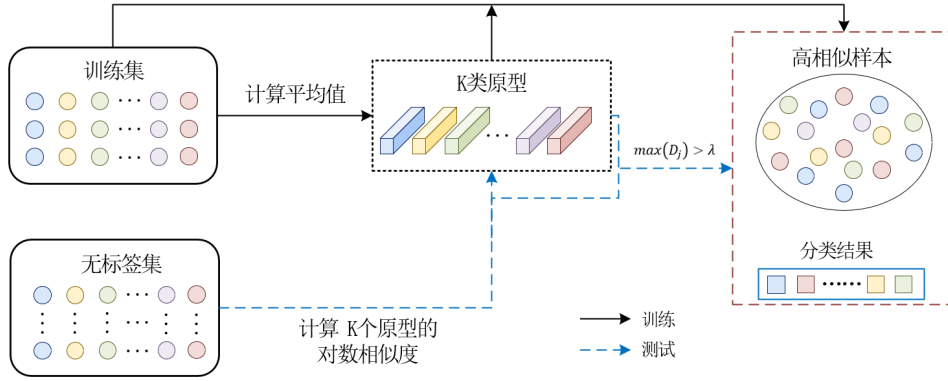 训练集
计算平均值
K类原型
max(D_j) > λ
高相似样本
无标签集
计算 K个原型的
对数相似度
分类结果
训练
测试